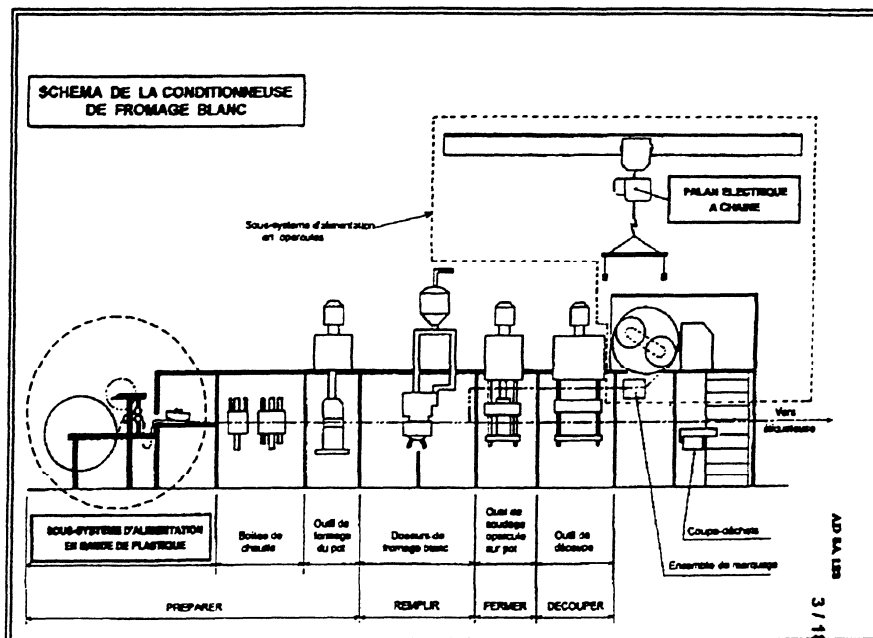 SCHEMA DE LA CONDITIONNEUSE
DE FROMAGE BLANC
PALAN ELECTRIQUE
A CHAINE
Sous-système d'alimentation
en opercules
Vers
étiqueteuse
SOUS-SYSTEME D'ALIMENTATION
EN BANDE DE PLASTIQUE
Boites de
chauffe
Outil de
formage
du pot
Doseurs de
fromage blanc
Outil de
soudage
opercule
sur pot
Outil de
découpe
Coupe-déchets
Ensemble de marquage
PREPARER
REMPLIR
FERMER
DECOUPER
3 / 18